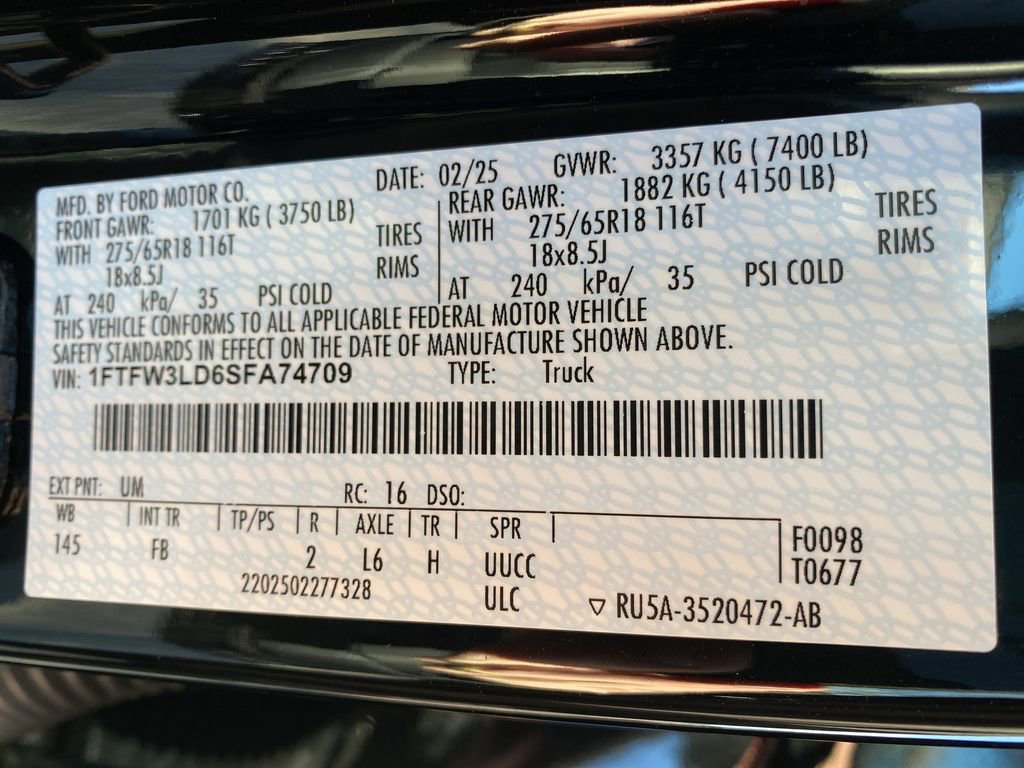 MFD. BY FORD MOTOR CO. DATE: 02/25 GVWR: 3357 KG ( 7400 LB)
FRONT GAWR: 1701 KG ( 3750 LB) REAR GAWR: 1882 KG ( 4150 LB)
WITH 275/65R18 116T TIRES WITH 275/65R18 116T TIRES
18x8.5J RIMS 18x8.5J RIMS
AT 240 kPa/ 35 PSI COLD AT 240 kPa/ 35 PSI COLD
THIS VEHICLE CONFORMS TO ALL APPLICABLE FEDERAL MOTOR VEHICLE
SAFETY STANDARDS IN EFFECT ON THE DATE OF MANUFACTURE SHOWN ABOVE.
VIN: 1FTFW3LD6SFA74709 TYPE: Truck
EXT PNT: UM RC: 16 DSO:
WB INT TR TP/PS R AXLE TR SPR F0098
145 FB 2 L6 H UUCC T0677
2202502277328 ULC ▽ RU5A-3520472-AB